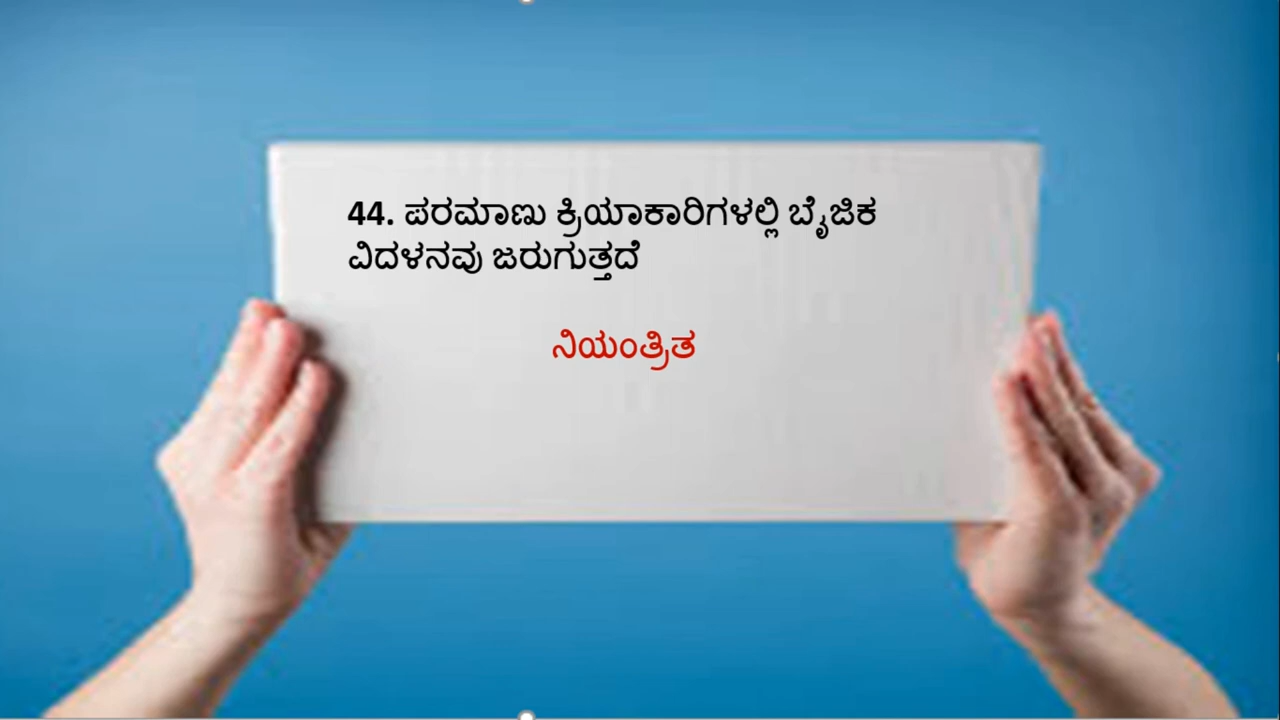 44. ಪರಮಾಣು ಕ್ರಿಯಾಕಾರಿಗಳಲ್ಲಿ ಬೈಜಿಕ
ವಿದಳನವು ಜರುಗುತ್ತದೆ
ನಿಯಂತ್ರಿತ